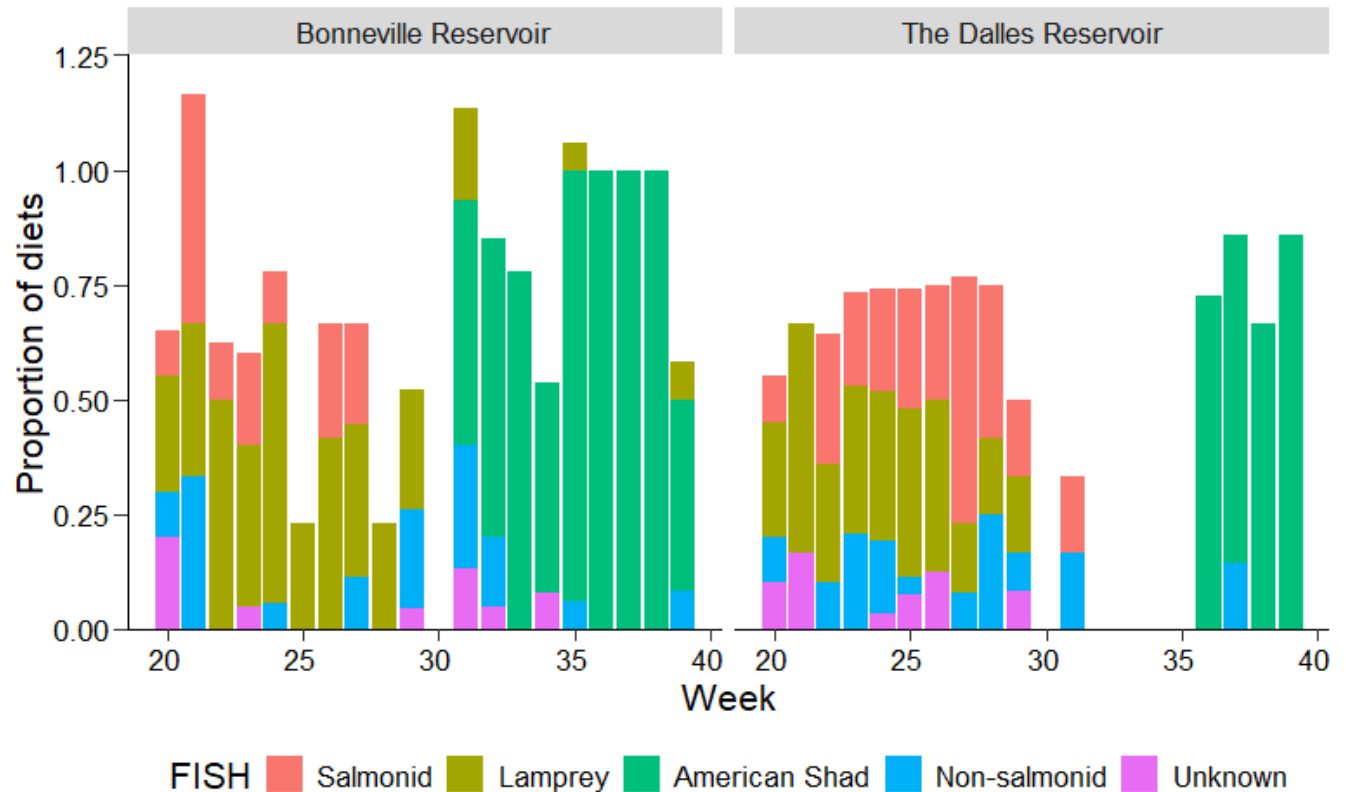 Bonneville Reservoir
The Dalles Reservoir
1.25
1.00
0.75
0.50
0.25
0.00
Proportion of diets
20 25 30 35 40
20 25 30 35 40
Week
FISH Salmonid Lamprey American Shad Non-salmonid Unknown